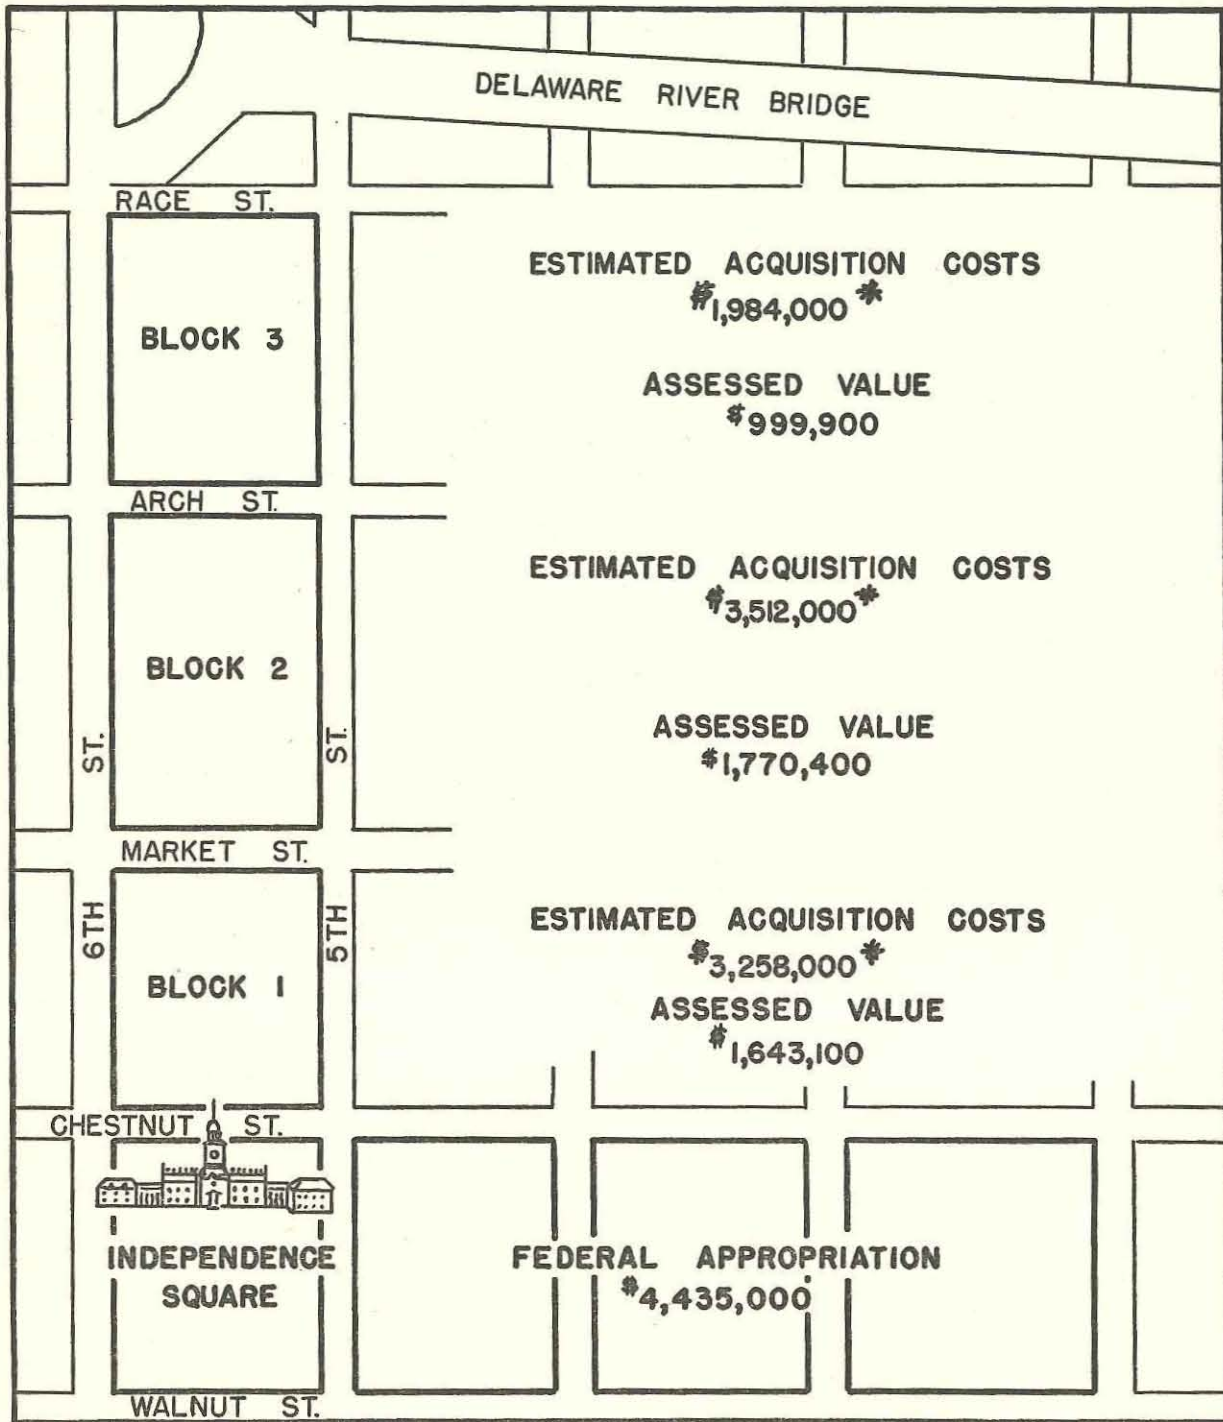 DELAWARE RIVER BRIDGE
RACE ST.
BLOCK 3
ESTIMATED ACQUISITION COSTS
$1,984,000*
ASSESSED VALUE
$999,900
ARCH ST.
BLOCK 2
ESTIMATED ACQUISITION COSTS
$3,512,000*
ASSESSED VALUE
$1,770,400
MARKET ST.
6TH ST.
5TH ST.
BLOCK 1
ESTIMATED ACQUISITION COSTS
$3,258,000*
ASSESSED VALUE
$1,643,100
CHESTNUT ST.
INDEPENDENCE
SQUARE
FEDERAL APPROPRIATION
$4,435,000
WALNUT ST.